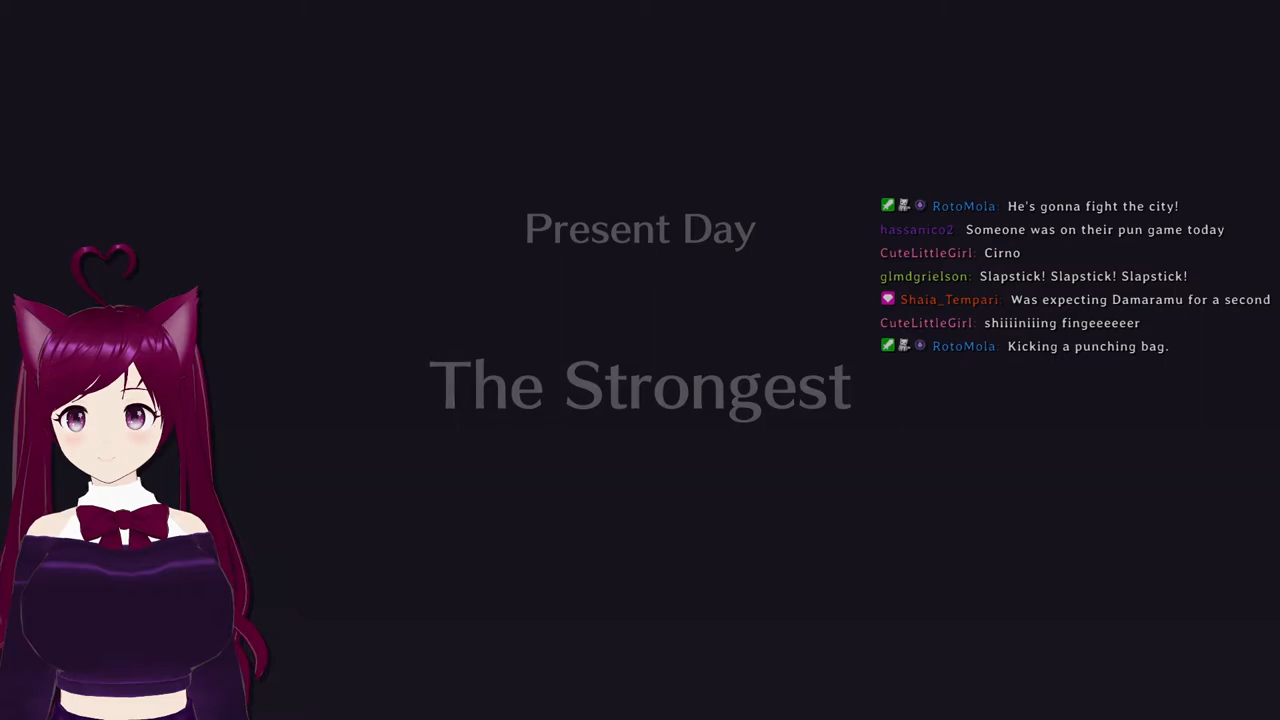 Present Day
The Strongest
RotoMola: He's gonna fight the city!
hassanico2 Someone was on their pun game today
CuteLittleGirl: Cirno
glmdgrielson: Slapstick! Slapstick! Slapstick!
Shaia_Tempari: Was expecting Damaramu for a second
CuteLittleGirl: shiiiniiing fingeeeeeer
RotoMola: Kicking a punching bag.